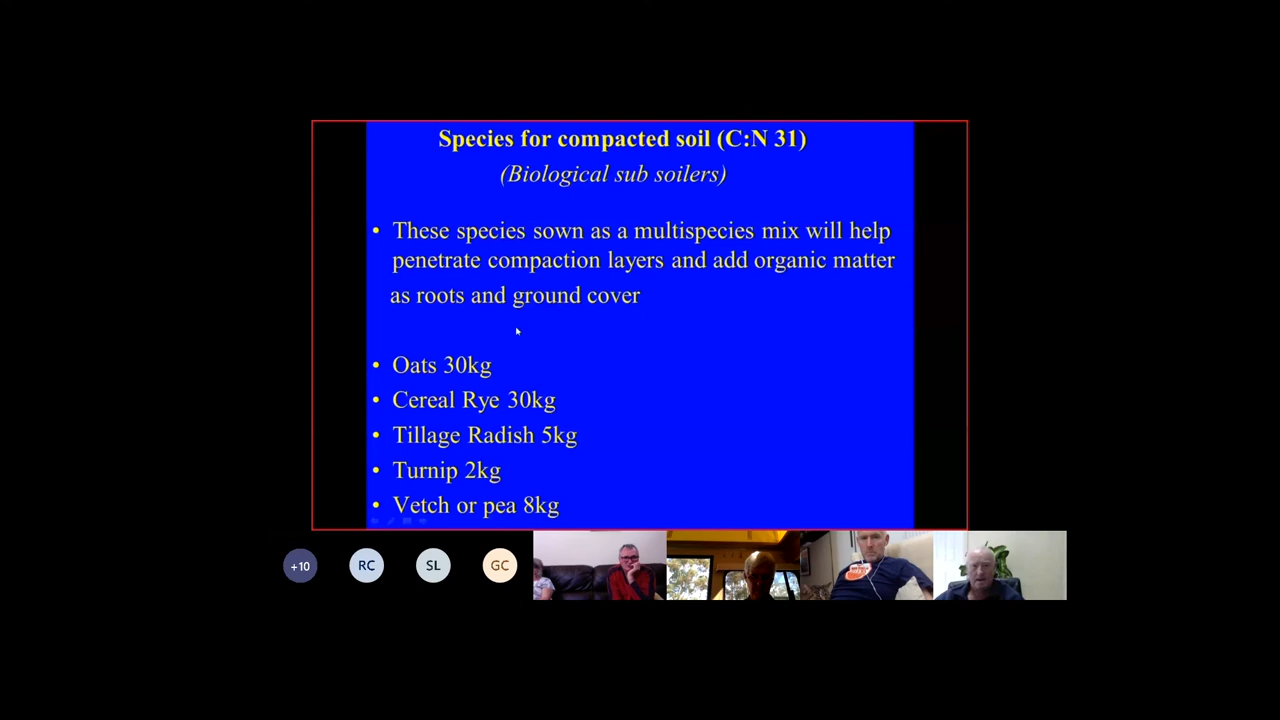 Species for compacted soil (C:N 31)
(Biological sub soilers)
• These species sown as a multispecies mix will help
penetrate compaction layers and add organic matter
as roots and ground cover
• Oats 30kg
• Cereal Rye 30kg
• Tillage Radish 5kg
• Turnip 2kg
• Vetch or pea 8kg
+10 RC SL GC